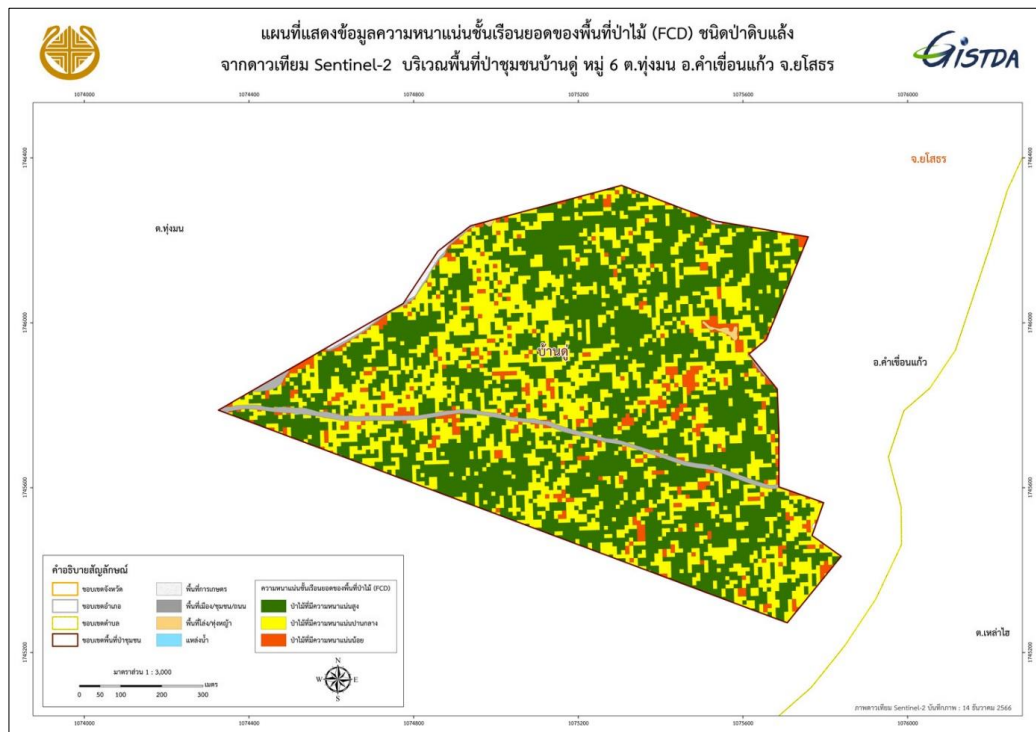 แผนที่แสดงข้อมูลความหนาแน่นชั้นเรือนยอดของพื้นที่ป่าไม้ (FCD) ชนิดป่าดิบแล้ง
จากดาวเทียม Sentinel-2 บริเวณพื้นที่ป่าชุมชนบ้านดู่ หมู่ 6 ต.ทุ่งมน อ.คำเขื่อนแก้ว จ.ยโสธร
GISTDA
1074000 1074400 1074800 1075200 1075600 1076000
1746400 1746400
จ.ยโสธร
ต.ทุ่งมน
1746000 1746000
บ้านดู่
อ.คำเขื่อนแก้ว
1745600 1745600
คำอธิบายสัญลักษณ์
ขอบเขตจังหวัด
ขอบเขตอำเภอ
ขอบเขตตำบล
ขอบเขตพื้นที่ป่าชุมชน
พื้นที่การเกษตร
พื้นที่เมือง/ชุมชน/ถนน
พื้นที่โล่ง/ทุ่งหญ้า
แหล่งน้ำ
ความหนาแน่นชั้นเรือนยอดของพื้นที่ป่าไม้ (FCD)
ป่าไม้ที่มีความหนาแน่นสูง
ป่าไม้ที่มีความหนาแน่นปานกลาง
ป่าไม้ที่มีความหนาแน่นน้อย
มาตราส่วน 1 : 3,000
เมตร
0 50 100 200 300
N
W E
S
ต.เหล่าไฮ
1745200 1745200
ภาพดาวเทียม Sentinel-2 บันทึกภาพ : 14 ธันวาคม 2566
1074000 1074400 1074800 1075200 1075600 1076000